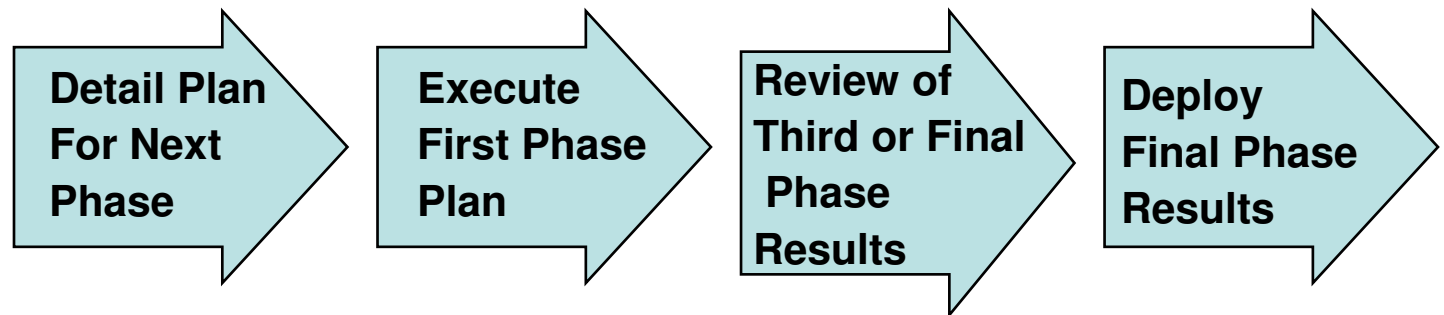 Detail Plan
For Next
Phase
Execute
First Phase
Plan
Review of
Third or Final
Phase
Results
Deploy
Final Phase
Results